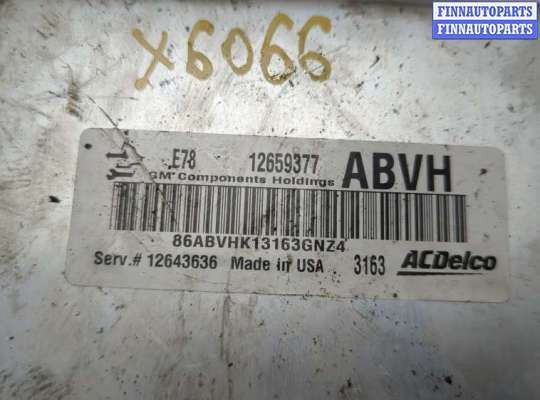 FINNAUTOPARTS
FINNAUTOPARTS
X6066
E78 12659377 ABVH
GM Components Holdings
86ABVHK13163GNZ4
Serv.# 12643636 Made in USA 3163 ACDelco